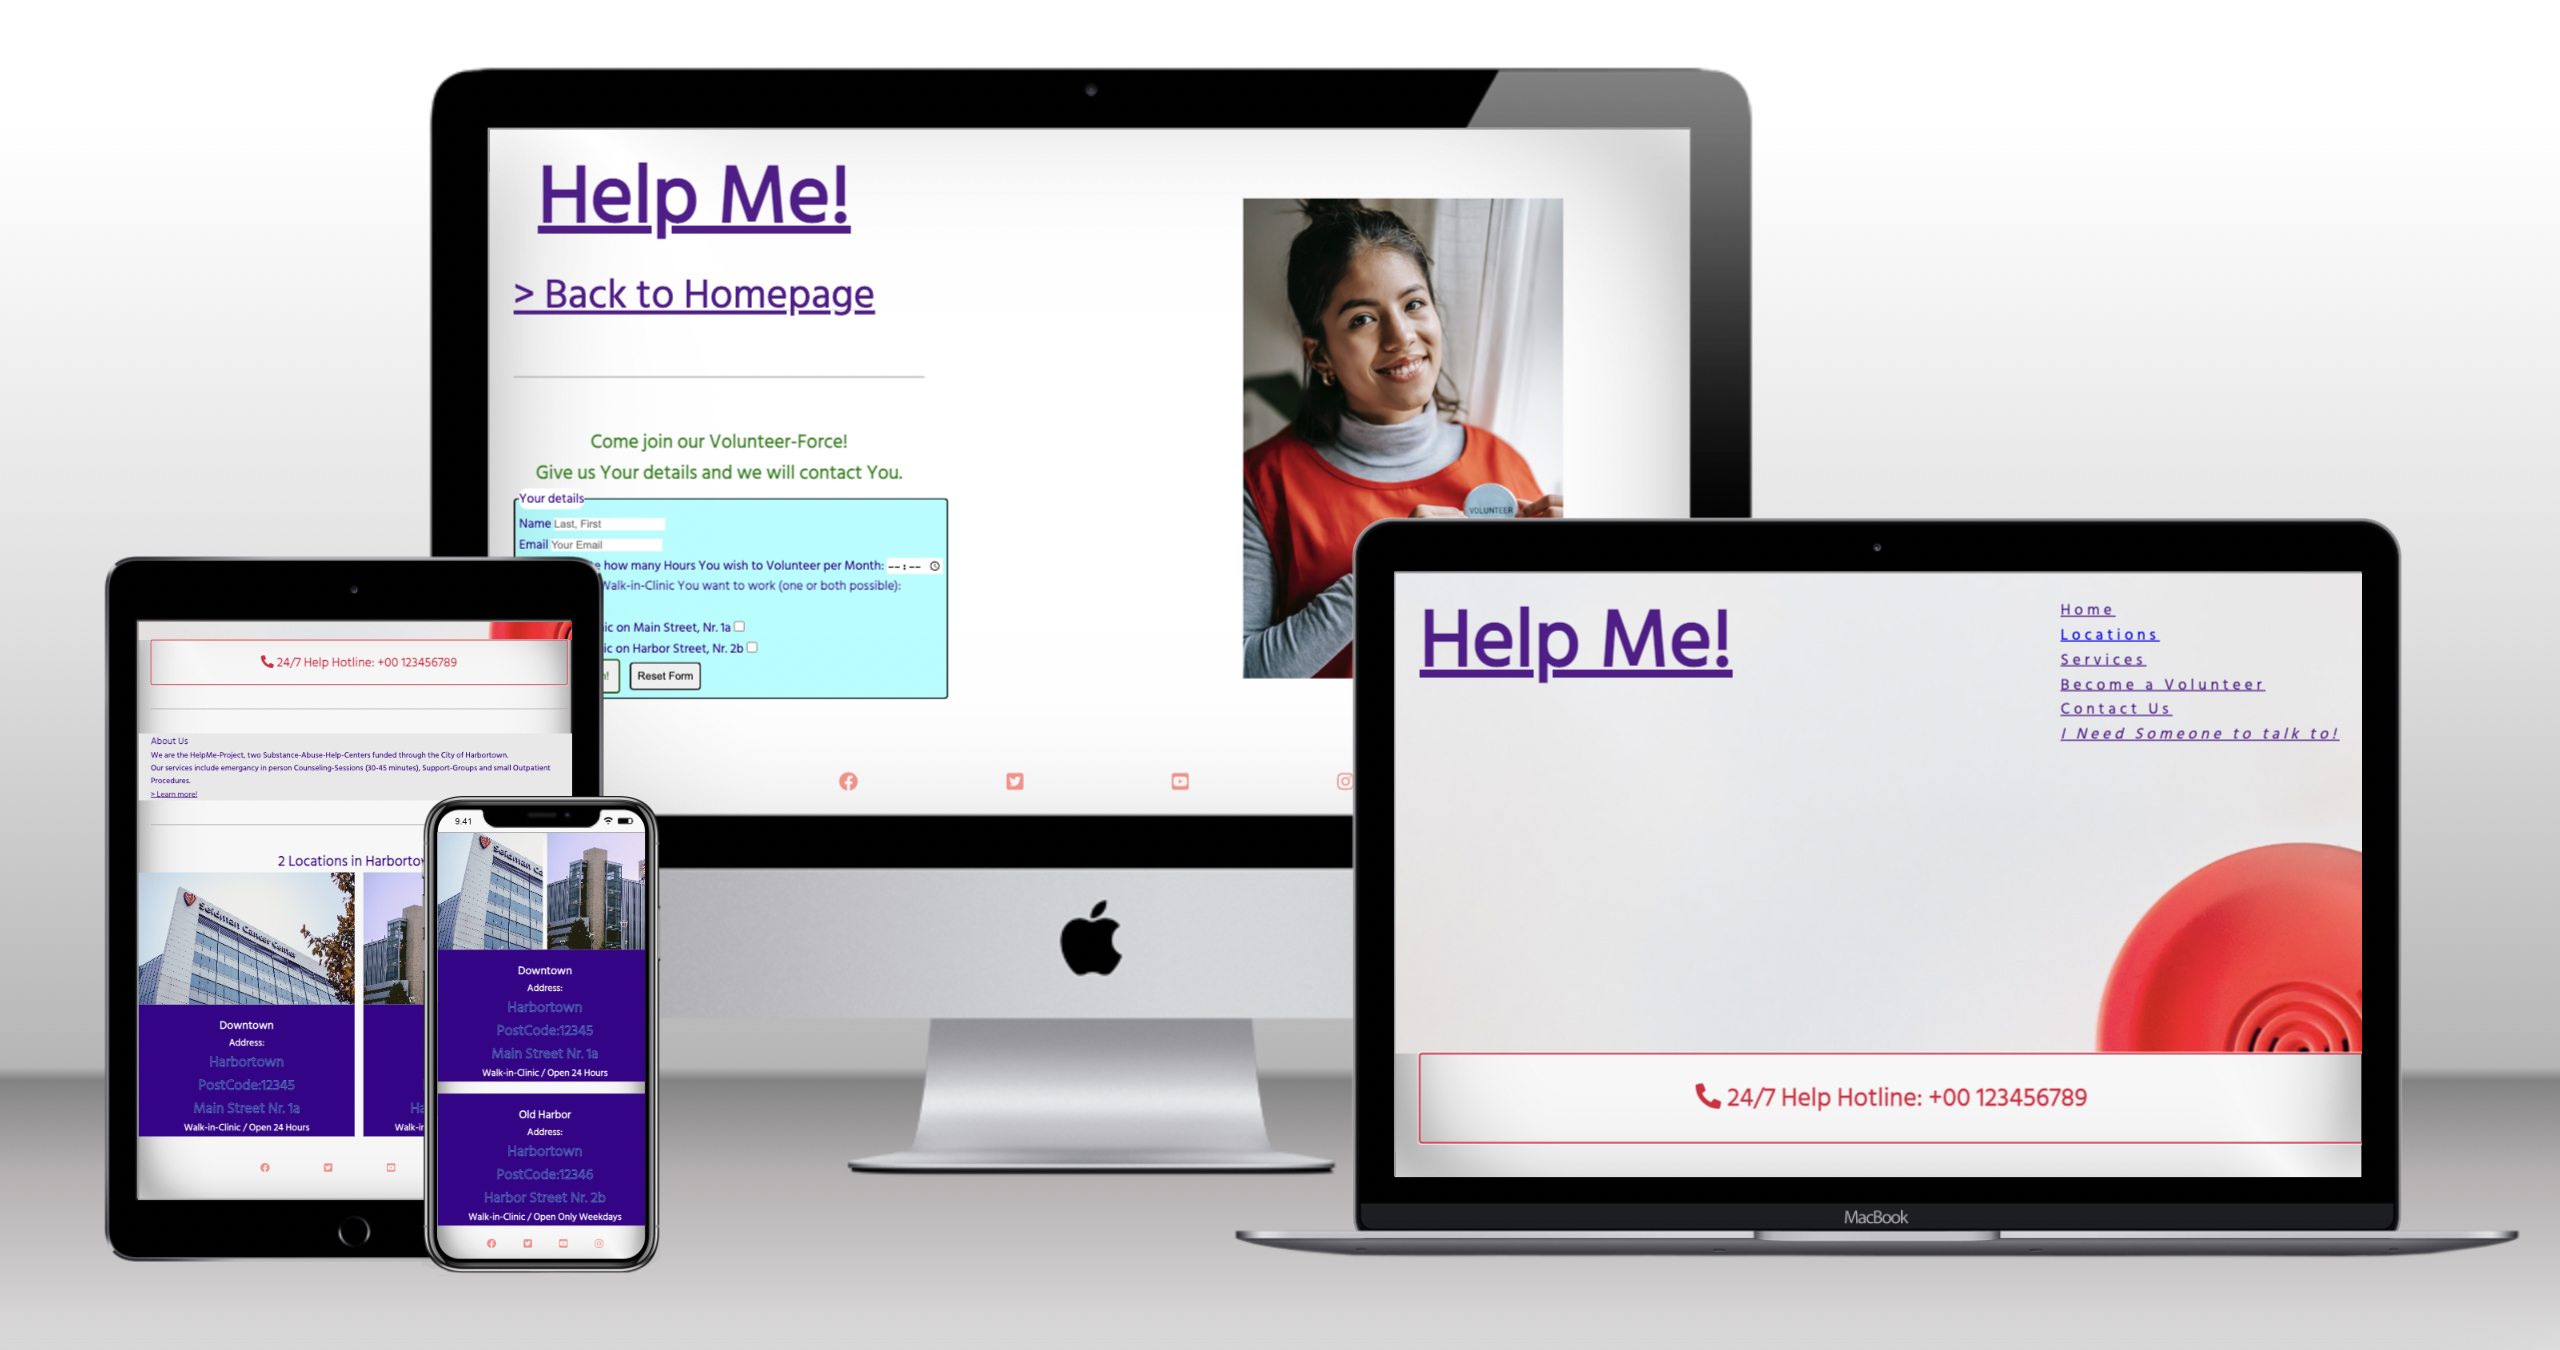 Help Me!
> Back to Homepage
Come join our Volunteer-Force!
Give us Your details and we will contact You.
Your details
Name Last, First
Email Your Email
how many Hours You wish to Volunteer per Month: --:--
Walk-in-Clinic You want to work (one or both possible):
ic on Main Street, Nr. 1a
ic on Harbor Street, Nr. 2b
Reset Form
VOLUNTEER
24/7 Help Hotline: +00 123456789
About Us
We are the HelpMe-Project, two Substance-Abuse-Help-Centers funded through the City of Harbortown.
Our services include emergancy in person Counseling-Sessions (30-45 minutes), Support-Groups and small Outpatient
Procedures.
> Learn more!
2 Locations in Harborto
Seidman Cancer Center
Downtown
Address:
Harbortown
PostCode:12345
Main Street Nr. 1a
Walk-in-Clinic / Open 24 Hours
Ha
Walk-i
9.41
Seidman Ca
Downtown
Address:
Harbortown
PostCode:12345
Main Street Nr. 1a
Walk-in-Clinic / Open 24 Hours
Old Harbor
Address:
Harbortown
PostCode:12346
Harbor Street Nr. 2b
Walk-in-Clinic / Open Only Weekdays
Help Me!
Home
Locations
Services
Become a Volunteer
Contact Us
I Need Someone to talk to!
24/7 Help Hotline: +00 123456789
MacBook